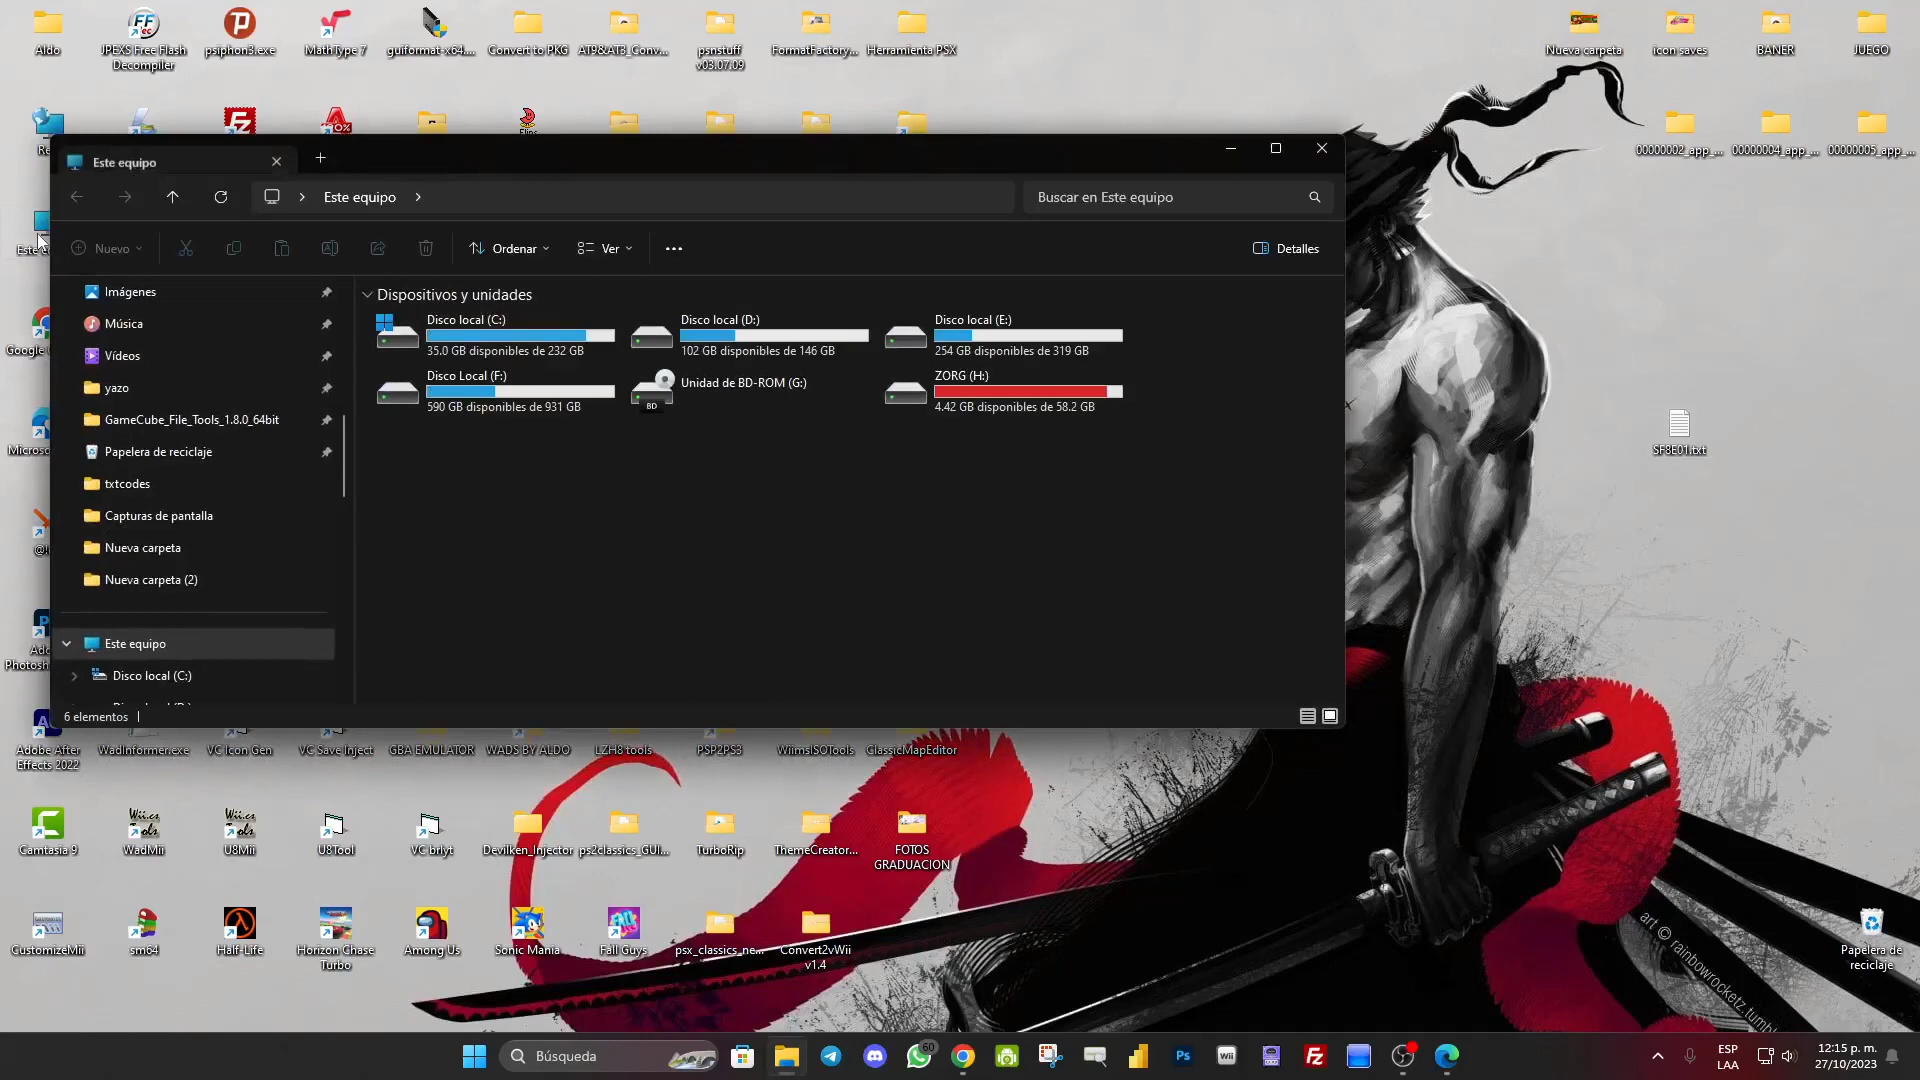 Aldo
JPEXS Free Flash
Decompiler
psiphon3.exe
MathType 7
guiformat-x64....
Convert to PKG
AT9&AT3_Conv...
psnstuff
v03.07.09
FormatFactory...
Herramienta PSX
Nueva carpeta
icon saves
BANER
JUEGO
00000002_app_...
00000004_app_...
00000005_app_...
Este equipo
Este equipo
Buscar en Este equipo
Nuevo
Ordenar
Ver
Detalles
Imágenes
Música
Vídeos
yazo
GameCube_File_Tools_1.8.0_64bit
Papelera de reciclaje
txtcodes
Capturas de pantalla
Nueva carpeta
Nueva carpeta (2)
Este equipo
Disco local (C:)
6 elementos
Dispositivos y unidades
Disco local (C:)
35.0 GB disponibles de 232 GB
Disco local (D:)
102 GB disponibles de 146 GB
Disco local (E:)
254 GB disponibles de 319 GB
Disco Local (F:)
590 GB disponibles de 931 GB
BD
Unidad de BD-ROM (G:)
ZORG (H:)
4.42 GB disponibles de 58.2 GB
SF8E01.txt
Adobe After
Effects 2022
WadInformer.exe
VC Icon Gen
VC Save Inject
GBA EMULATOR
WADS BY ALDO
LZH8 tools
PSP2PS3
WiimsISOTools
ClassicMapEditor
Camtasia 9
WadMii
U8Mii
U8Tool
VC brlyt
Devilken_Injector
ps2classics_GUI...
TurboRip
ThemeCreator...
FOTOS
GRADUACION
CustomizeMii
sm64
Half-Life
Horizon Chase
Turbo
Among Us
Sonic Mania
Fall Guys
psx_classics_ne...
Convert2vWii
v1.4
Papelera de
reciclaje
art © rainbowrocketz.tumbl
Búsqueda
60
Ps
Wii
ESP
LAA
12:15 p. m.
27/10/2023